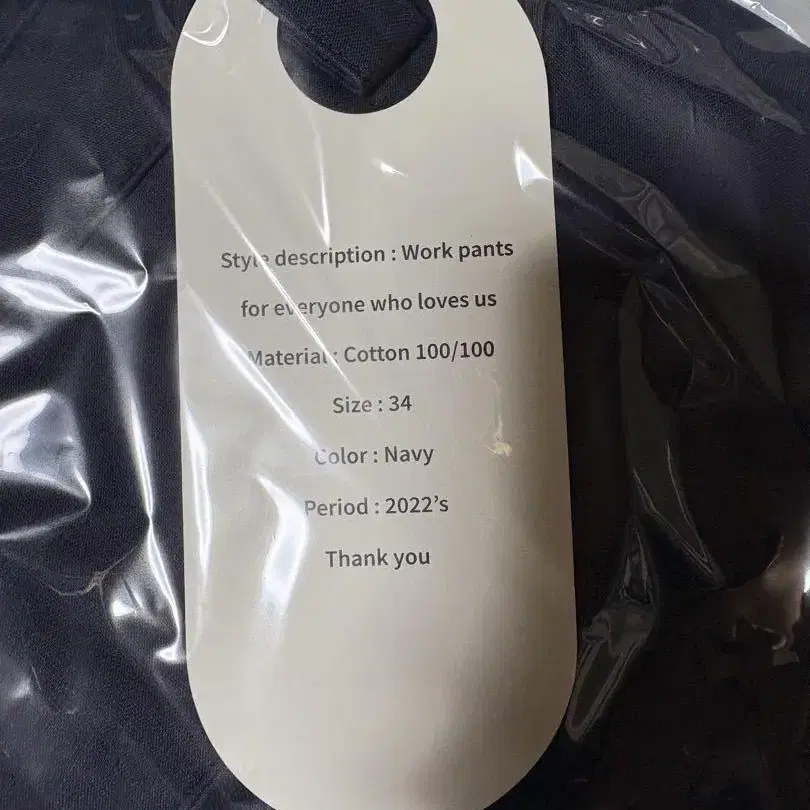 Style description : Work pants
for everyone who loves us
Material : Cotton 100/100
Size : 34
Color : Navy
Period : 2022’s
Thank you